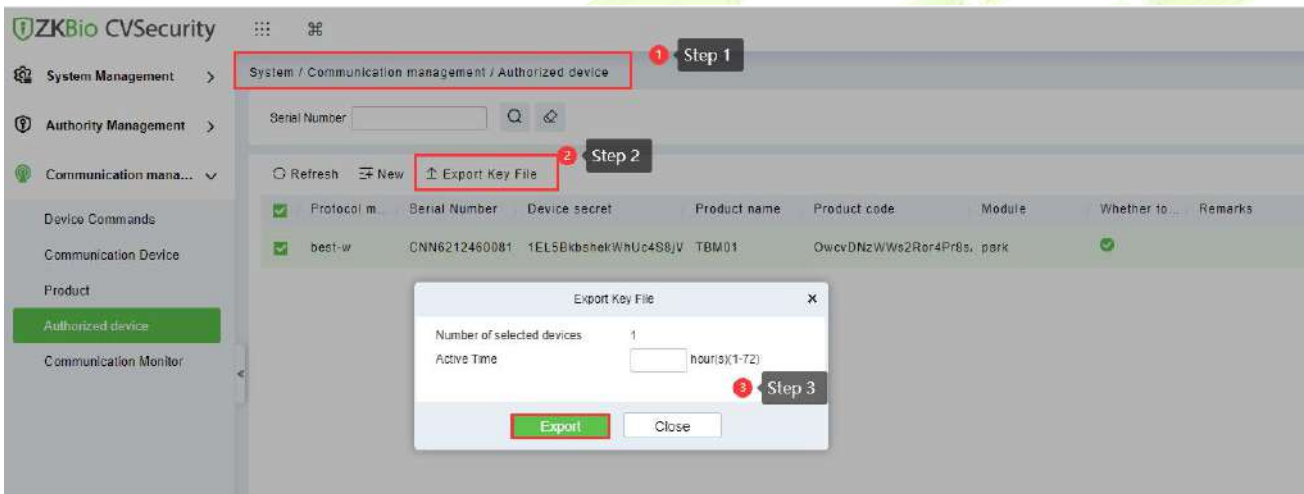 ZKBio CVSecurity
1 Step 1
System Management
System / Communication management / Authorized device
Authority Management
Serial Number
2 Step 2
Communication mana...
Refresh New Export Key File
Protocol m... Serial Number Device secret Product name Product code Module Whether to... Remarks
Device Commands
best-w CNN6212460081 1EL5BkbshekWhUc4S8jV TBM01 OwcvDNzWWs2Ror4Pr8s. park
Communication Device
Product
Export Key File
Authorized device
Number of selected devices 1
Communication Monitor
Active Time hour(s)(1-72)
3 Step 3
Export Close